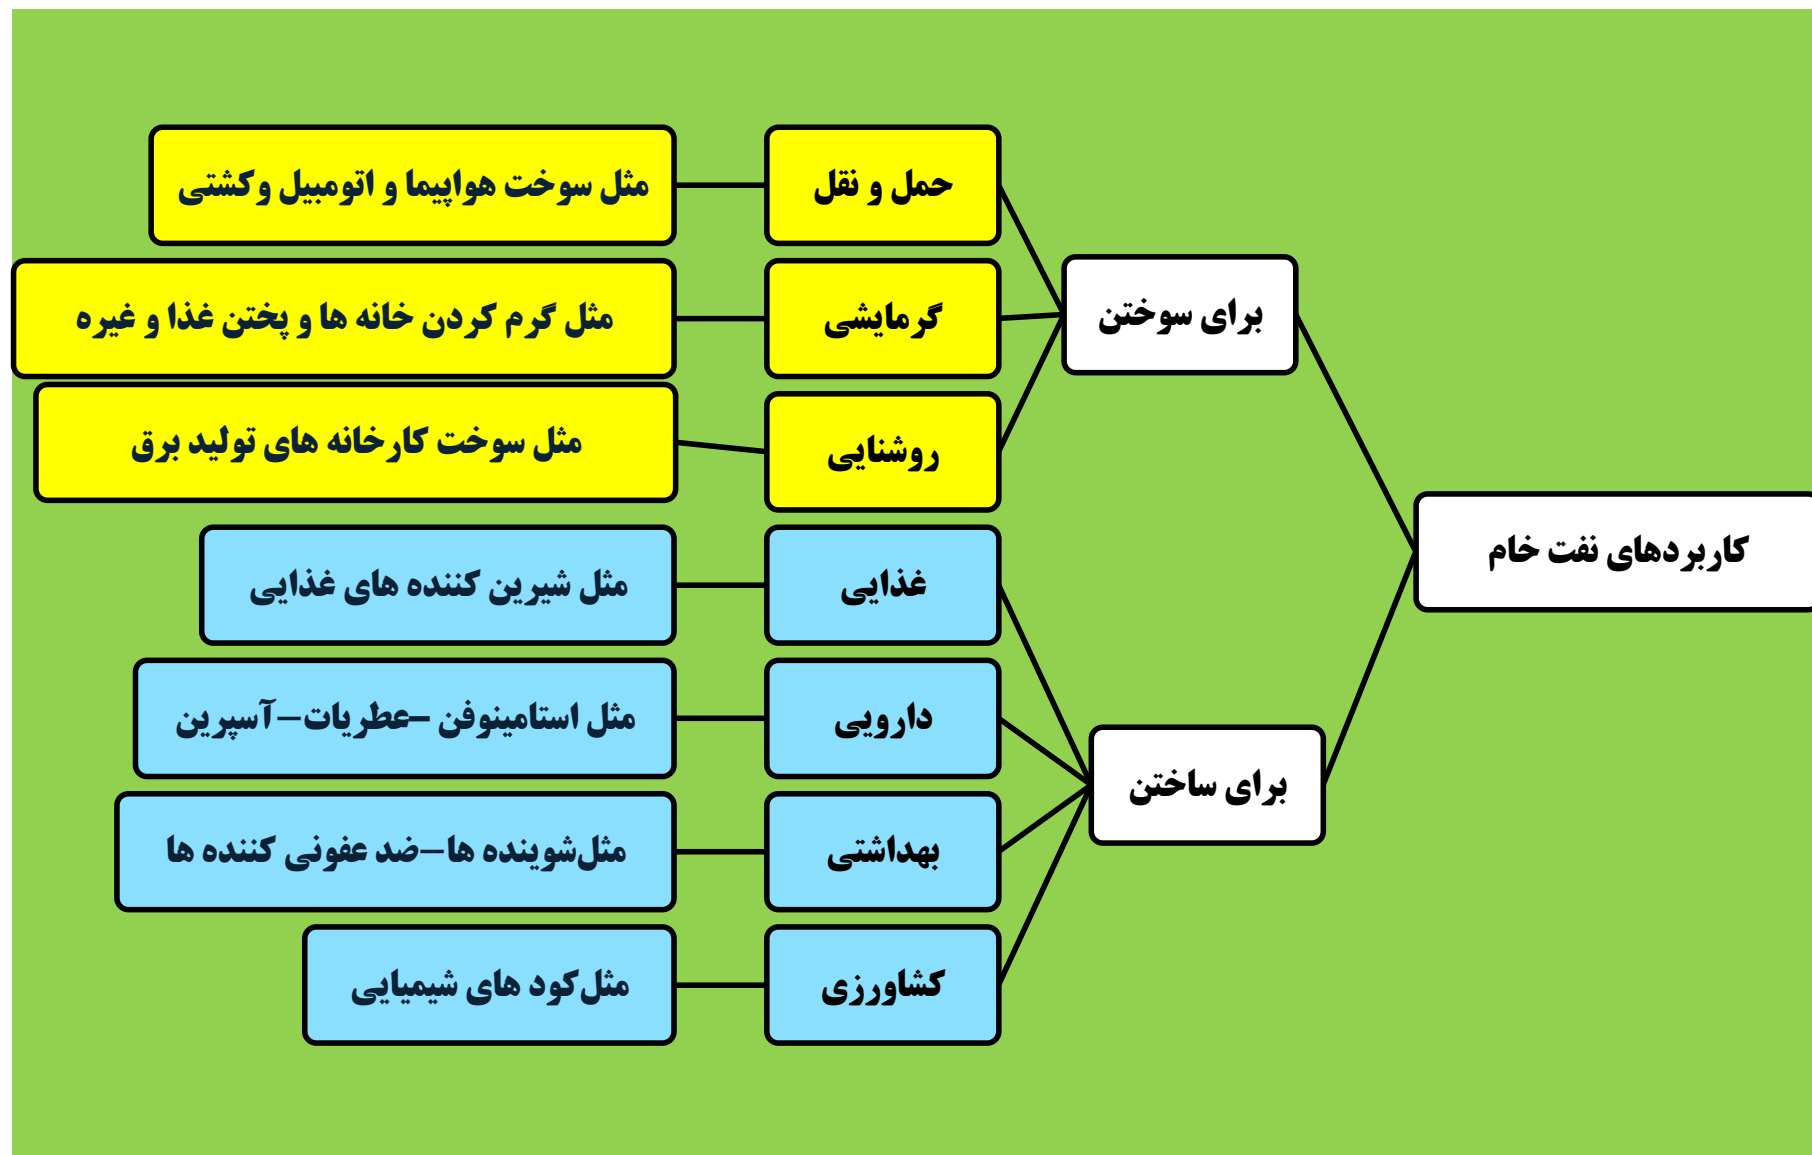 کاربردهای نفت خام
برای سوختن
حمل و نقل
مثل سوخت هواپیما و اتومبیل وکشتی
گرمایشی
مثل گرم کردن خانه ها و پختن غذا و غیره
روشنایی
مثل سوخت کارخانه های تولید برق
برای ساختن
غذایی
مثل شیرین کننده های غذایی
دارویی
مثل استامینوفن –عطریات–آسپرین
بهداشتی
مثل‌شوینده ها–ضد عفونی کننده ها
کشاورزی
مثل‌کود های شیمیایی